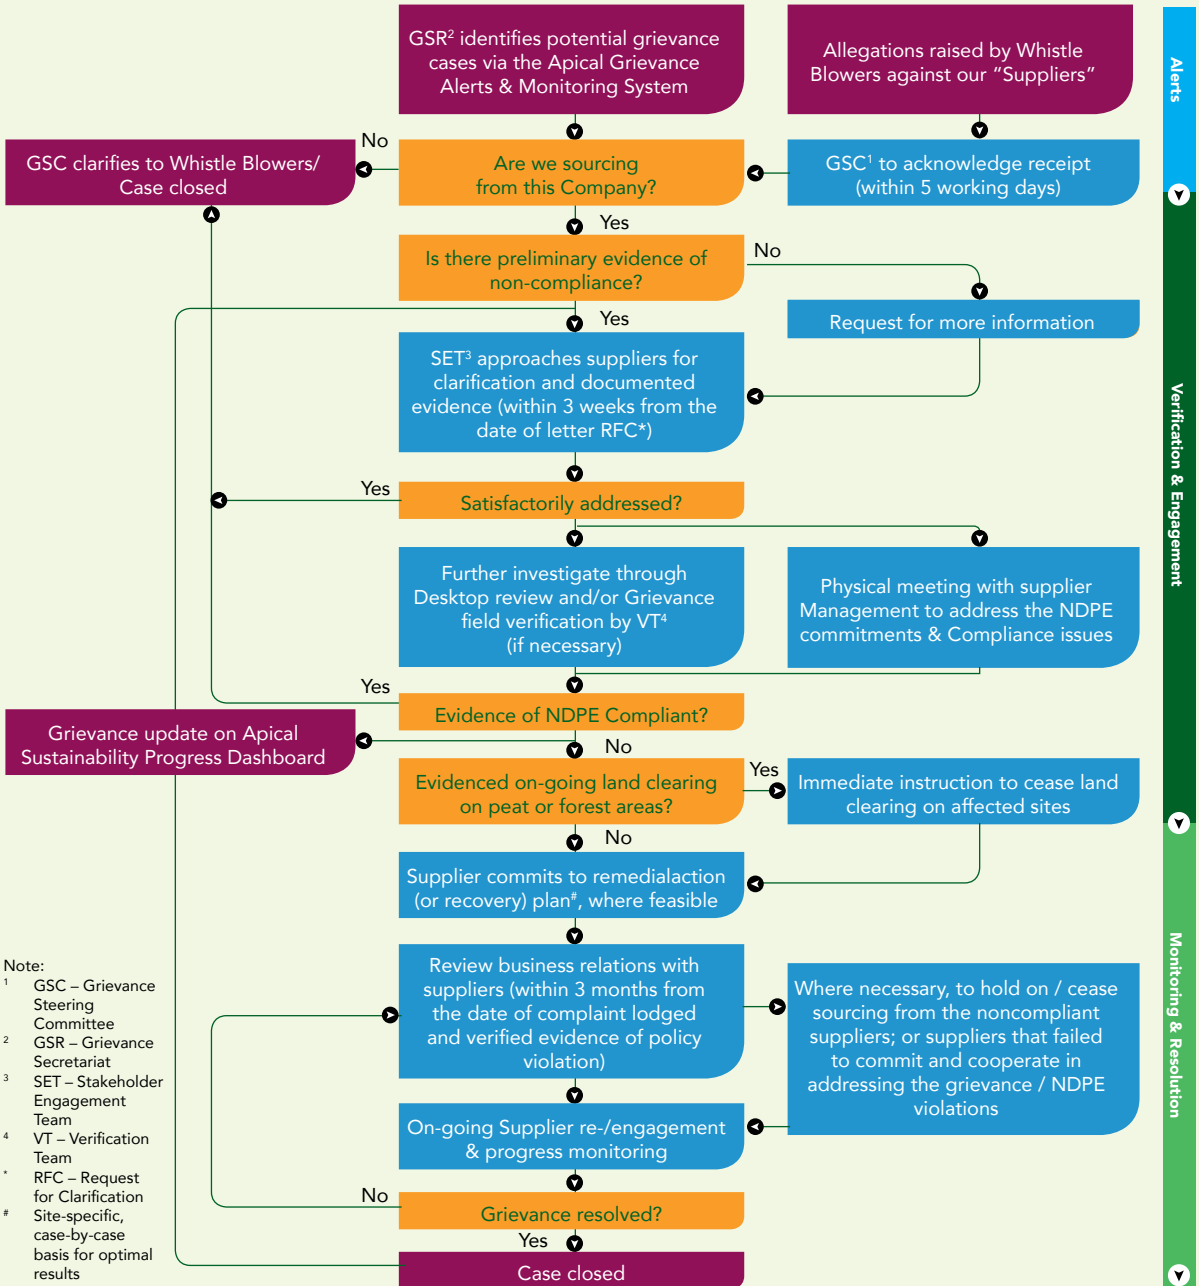 GSR² identifies potential grievance
cases via the Apical Grievance
Alerts & Monitoring System
Allegations raised by Whistle
Blowers against our "Suppliers"
Alerts
No
GSC clarifies to Whistle Blowers/
Case closed
Are we sourcing
from this Company?
GSC¹ to acknowledge receipt
(within 5 working days)
Yes
Is there preliminary evidence of
non-compliance?
No
Yes
Request for more information
SET³ approaches suppliers for
clarification and documented
evidence (within 3 weeks from the
date of letter RFC*)
Verification & Engagement
Yes
Satisfactorily addressed?
Further investigate through
Desktop review and/or Grievance
field verification by VT⁴
(if necessary)
Physical meeting with supplier
Management to address the NDPE
commitments & Compliance issues
Yes
Evidence of NDPE Compliant?
Grievance update on Apical
Sustainability Progress Dashboard
No
Evidenced on-going land clearing
on peat or forest areas?
Yes
Immediate instruction to cease land
clearing on affected sites
No
Supplier commits to remedialaction
(or recovery) plan#, where feasible
Monitoring & Resolution
Review business relations with
suppliers (within 3 months from
the date of complaint lodged
and verified evidence of policy
violation)
Where necessary, to hold on / cease
sourcing from the noncompliant
suppliers; or suppliers that failed
to commit and cooperate in
addressing the grievance / NDPE
violations
On-going Supplier re-/engagement
& progress monitoring
No
Grievance resolved?
Yes
Case closed
Note:
¹ GSC – Grievance
Steering
Committee
² GSR – Grievance
Secretariat
³ SET – Stakeholder
Engagement
Team
⁴ VT – Verification
Team
* RFC – Request
for Clarification
# Site-specific,
case-by-case
basis for optimal
results